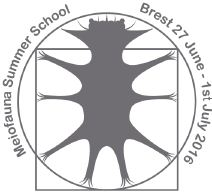 Meiofauna Summer School
Brest 27 June - 1st July 2016